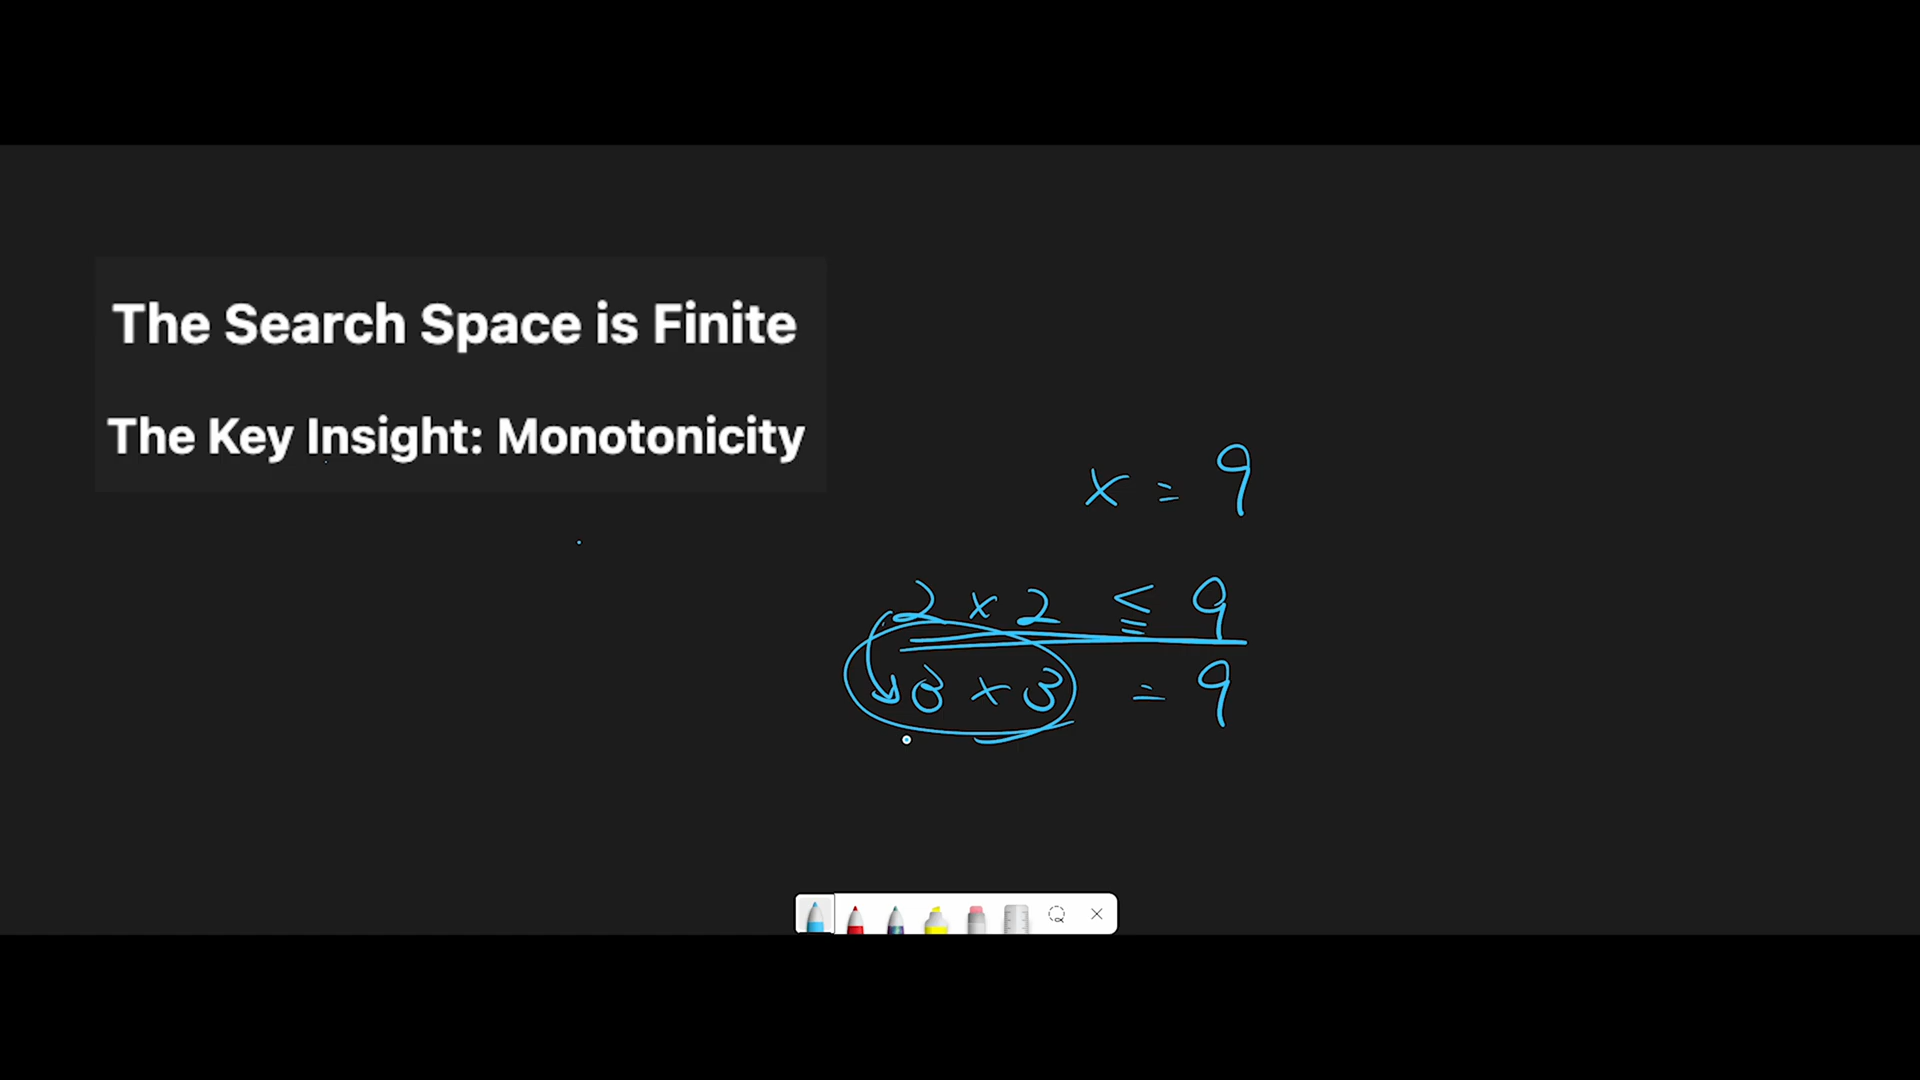 The Search Space is Finite
The Key Insight: Monotonicity
x = 9
2 x 2 ≤ 9
3 x 3 = 9